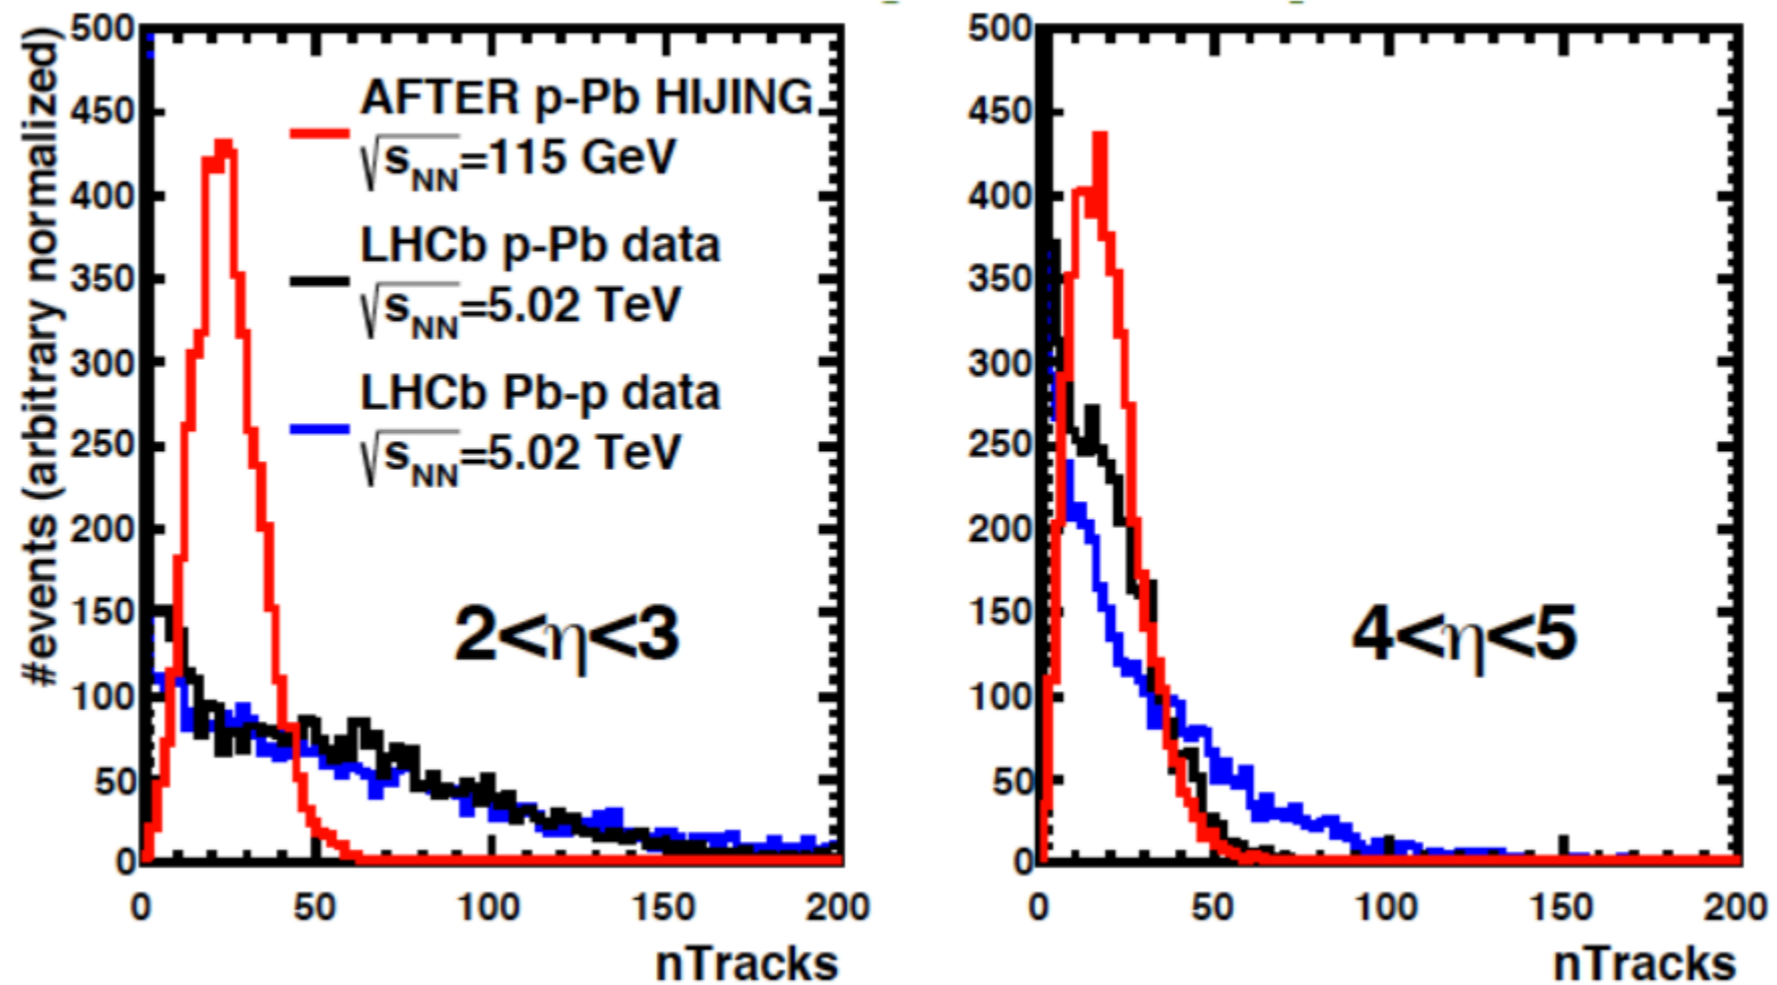 #events (arbitrary normalized)
500
450
400
350
300
250
200
150
100
50
0
AFTER p-Pb HIJING
√sNN=115 GeV
LHCb p-Pb data
√sNN=5.02 TeV
LHCb Pb-p data
√sNN=5.02 TeV
2<η<3
0 50 100 150 200
nTracks
500
450
400
350
300
250
200
150
100
50
0
4<η<5
0 50 100 150 200
nTracks